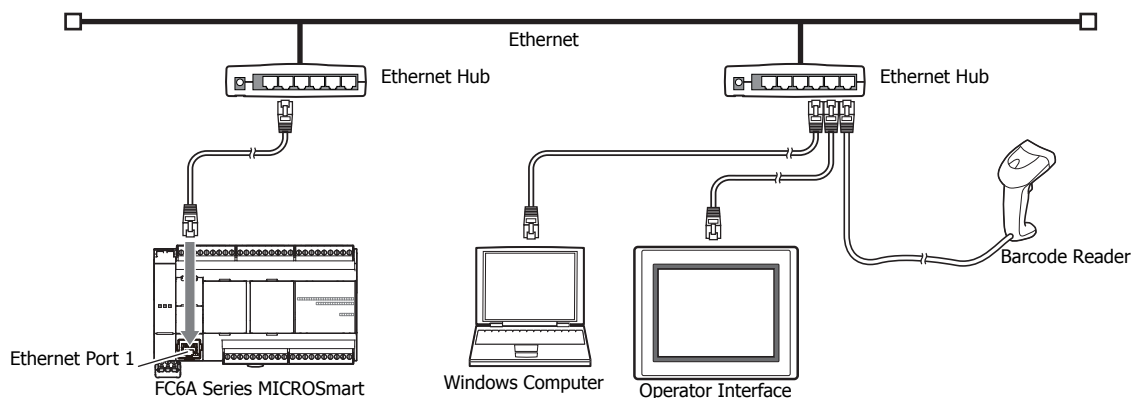 Ethernet
Ethernet Hub
Ethernet Hub
Barcode Reader
Ethernet Port 1
FC6A Series MICROSmart
Windows Computer
Operator Interface